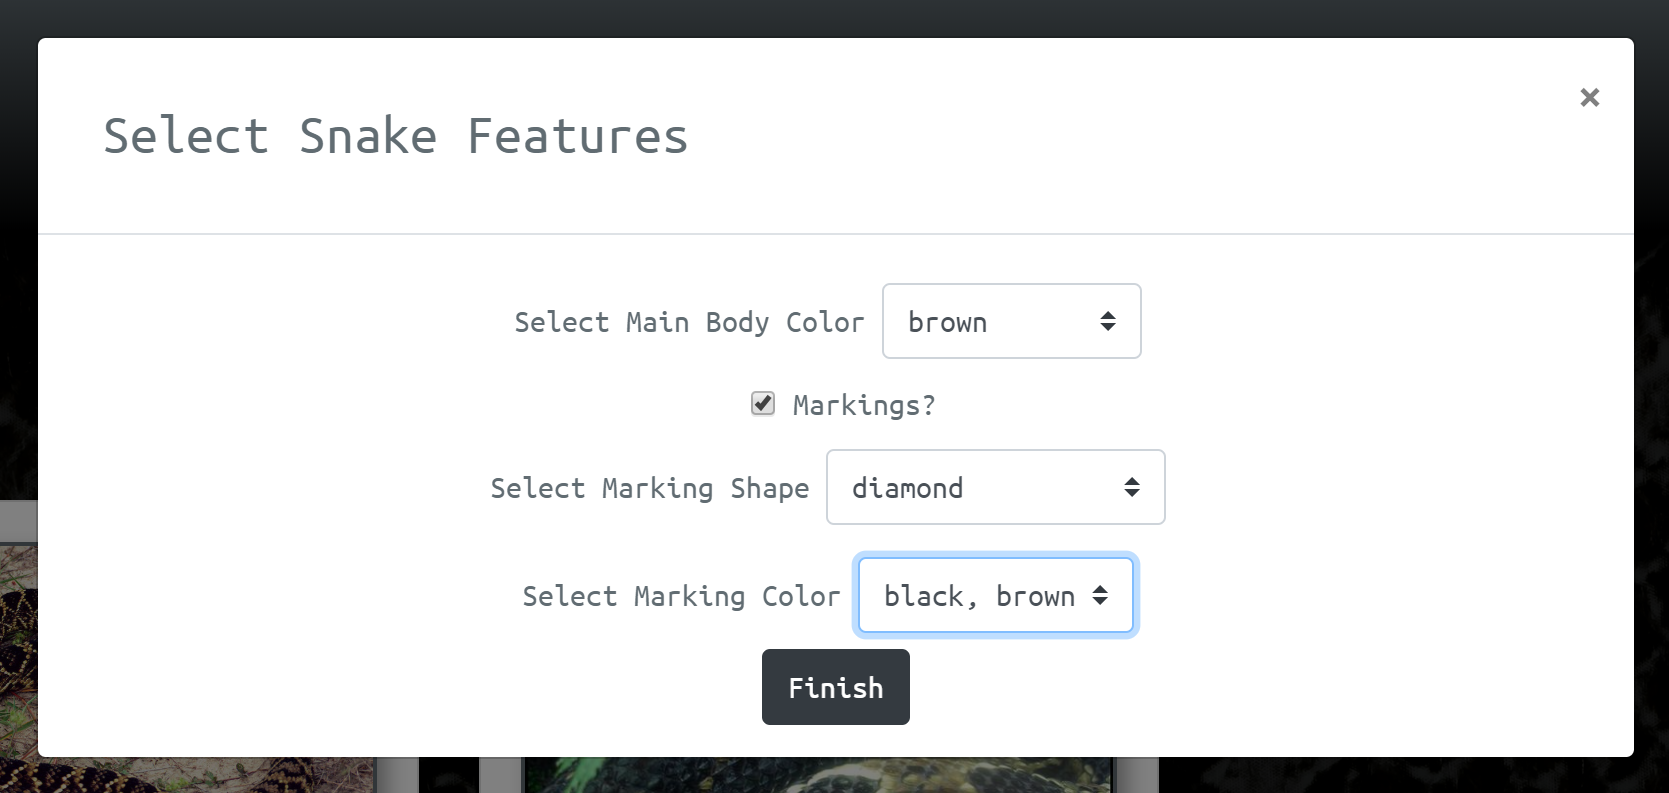 Select Snake Features
×
Select Main Body Color brown
Markings?
Select Marking Shape diamond
Select Marking Color black, brown
Finish